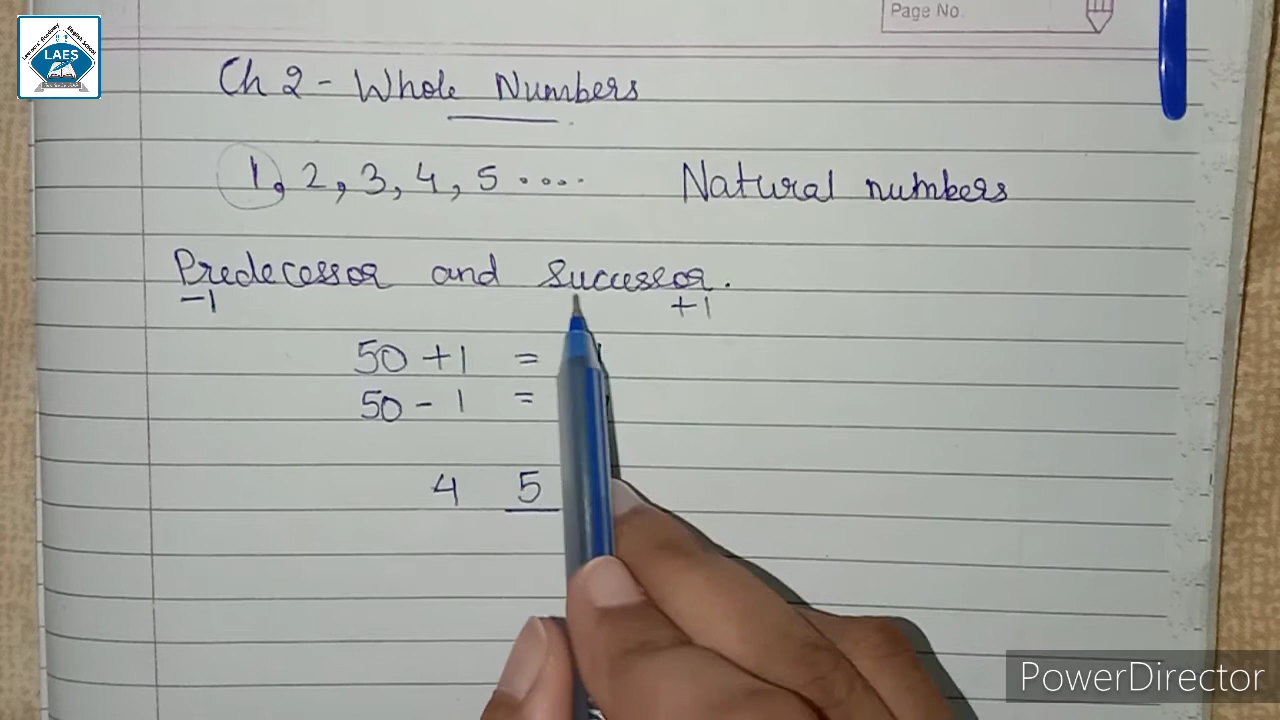 Page No.
LAES
Ch 2 - Whole Numbers
1, 2, 3, 4, 5 .... Natural numbers
Predecessor and Successor.
-1 +1
50 + 1 =
50 - 1 =
4 5
PowerDirector